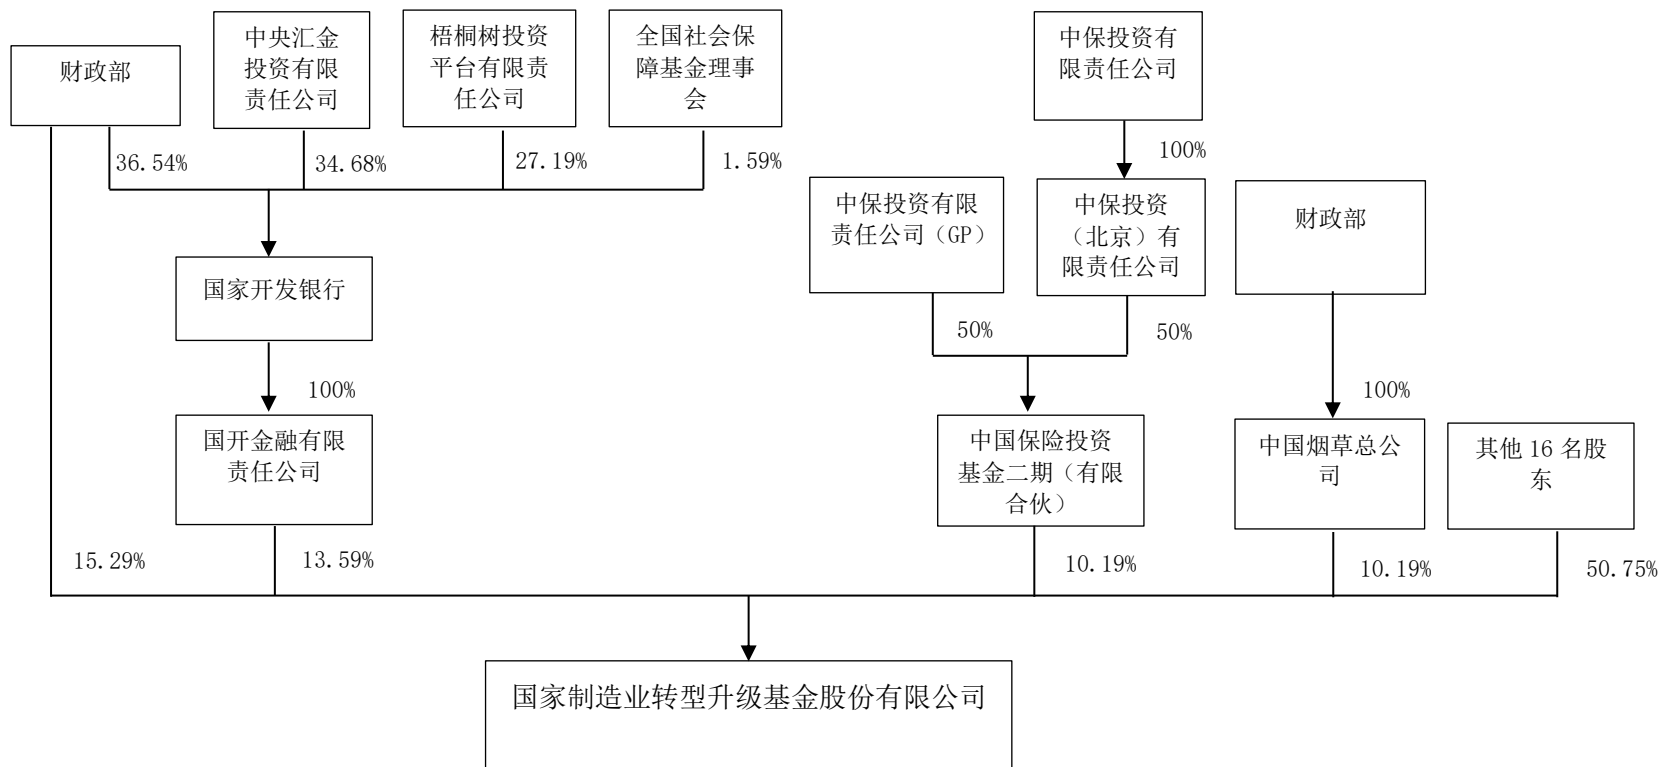 财政部
中央汇金
投资有限
责任公司
梧桐树投资
平台有限责
任公司
全国社会保
障基金理事
会
中保投资有
限责任公司
36.54%
34.68%
27.19%
1.59%
100%
中保投资有限
责任公司（GP）
中保投资
（北京）有
限责任公司
财政部
国家开发银行
50%
50%
100%
100%
国开金融有限
责任公司
中国保险投资
基金二期（有限
合伙）
中国烟草总公
司
其他 16 名股
东
15.29%
13.59%
10.19%
10.19%
50.75%
国家制造业转型升级基金股份有限公司